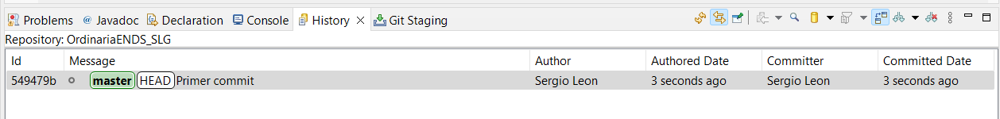 Problems Javadoc Declaration Console History Git Staging
Repository: OrdinariaENDS_SLG
Id Message Author Authored Date Committer Committed Date
549479b master HEAD Primer commit Sergio Leon 3 seconds ago Sergio Leon 3 seconds ago